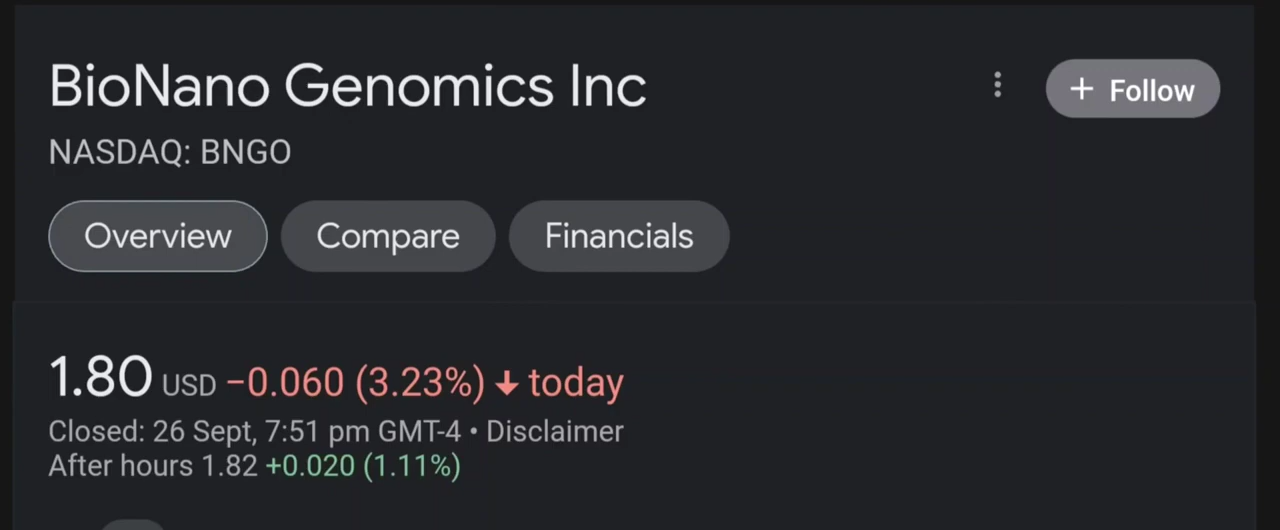 BioNano Genomics Inc
+ Follow
NASDAQ: BNGO
Overview Compare Financials
1.80 USD −0.060 (3.23%) ↓ today
Closed: 26 Sept, 7:51 pm GMT-4 • Disclaimer
After hours 1.82 +0.020 (1.11%)